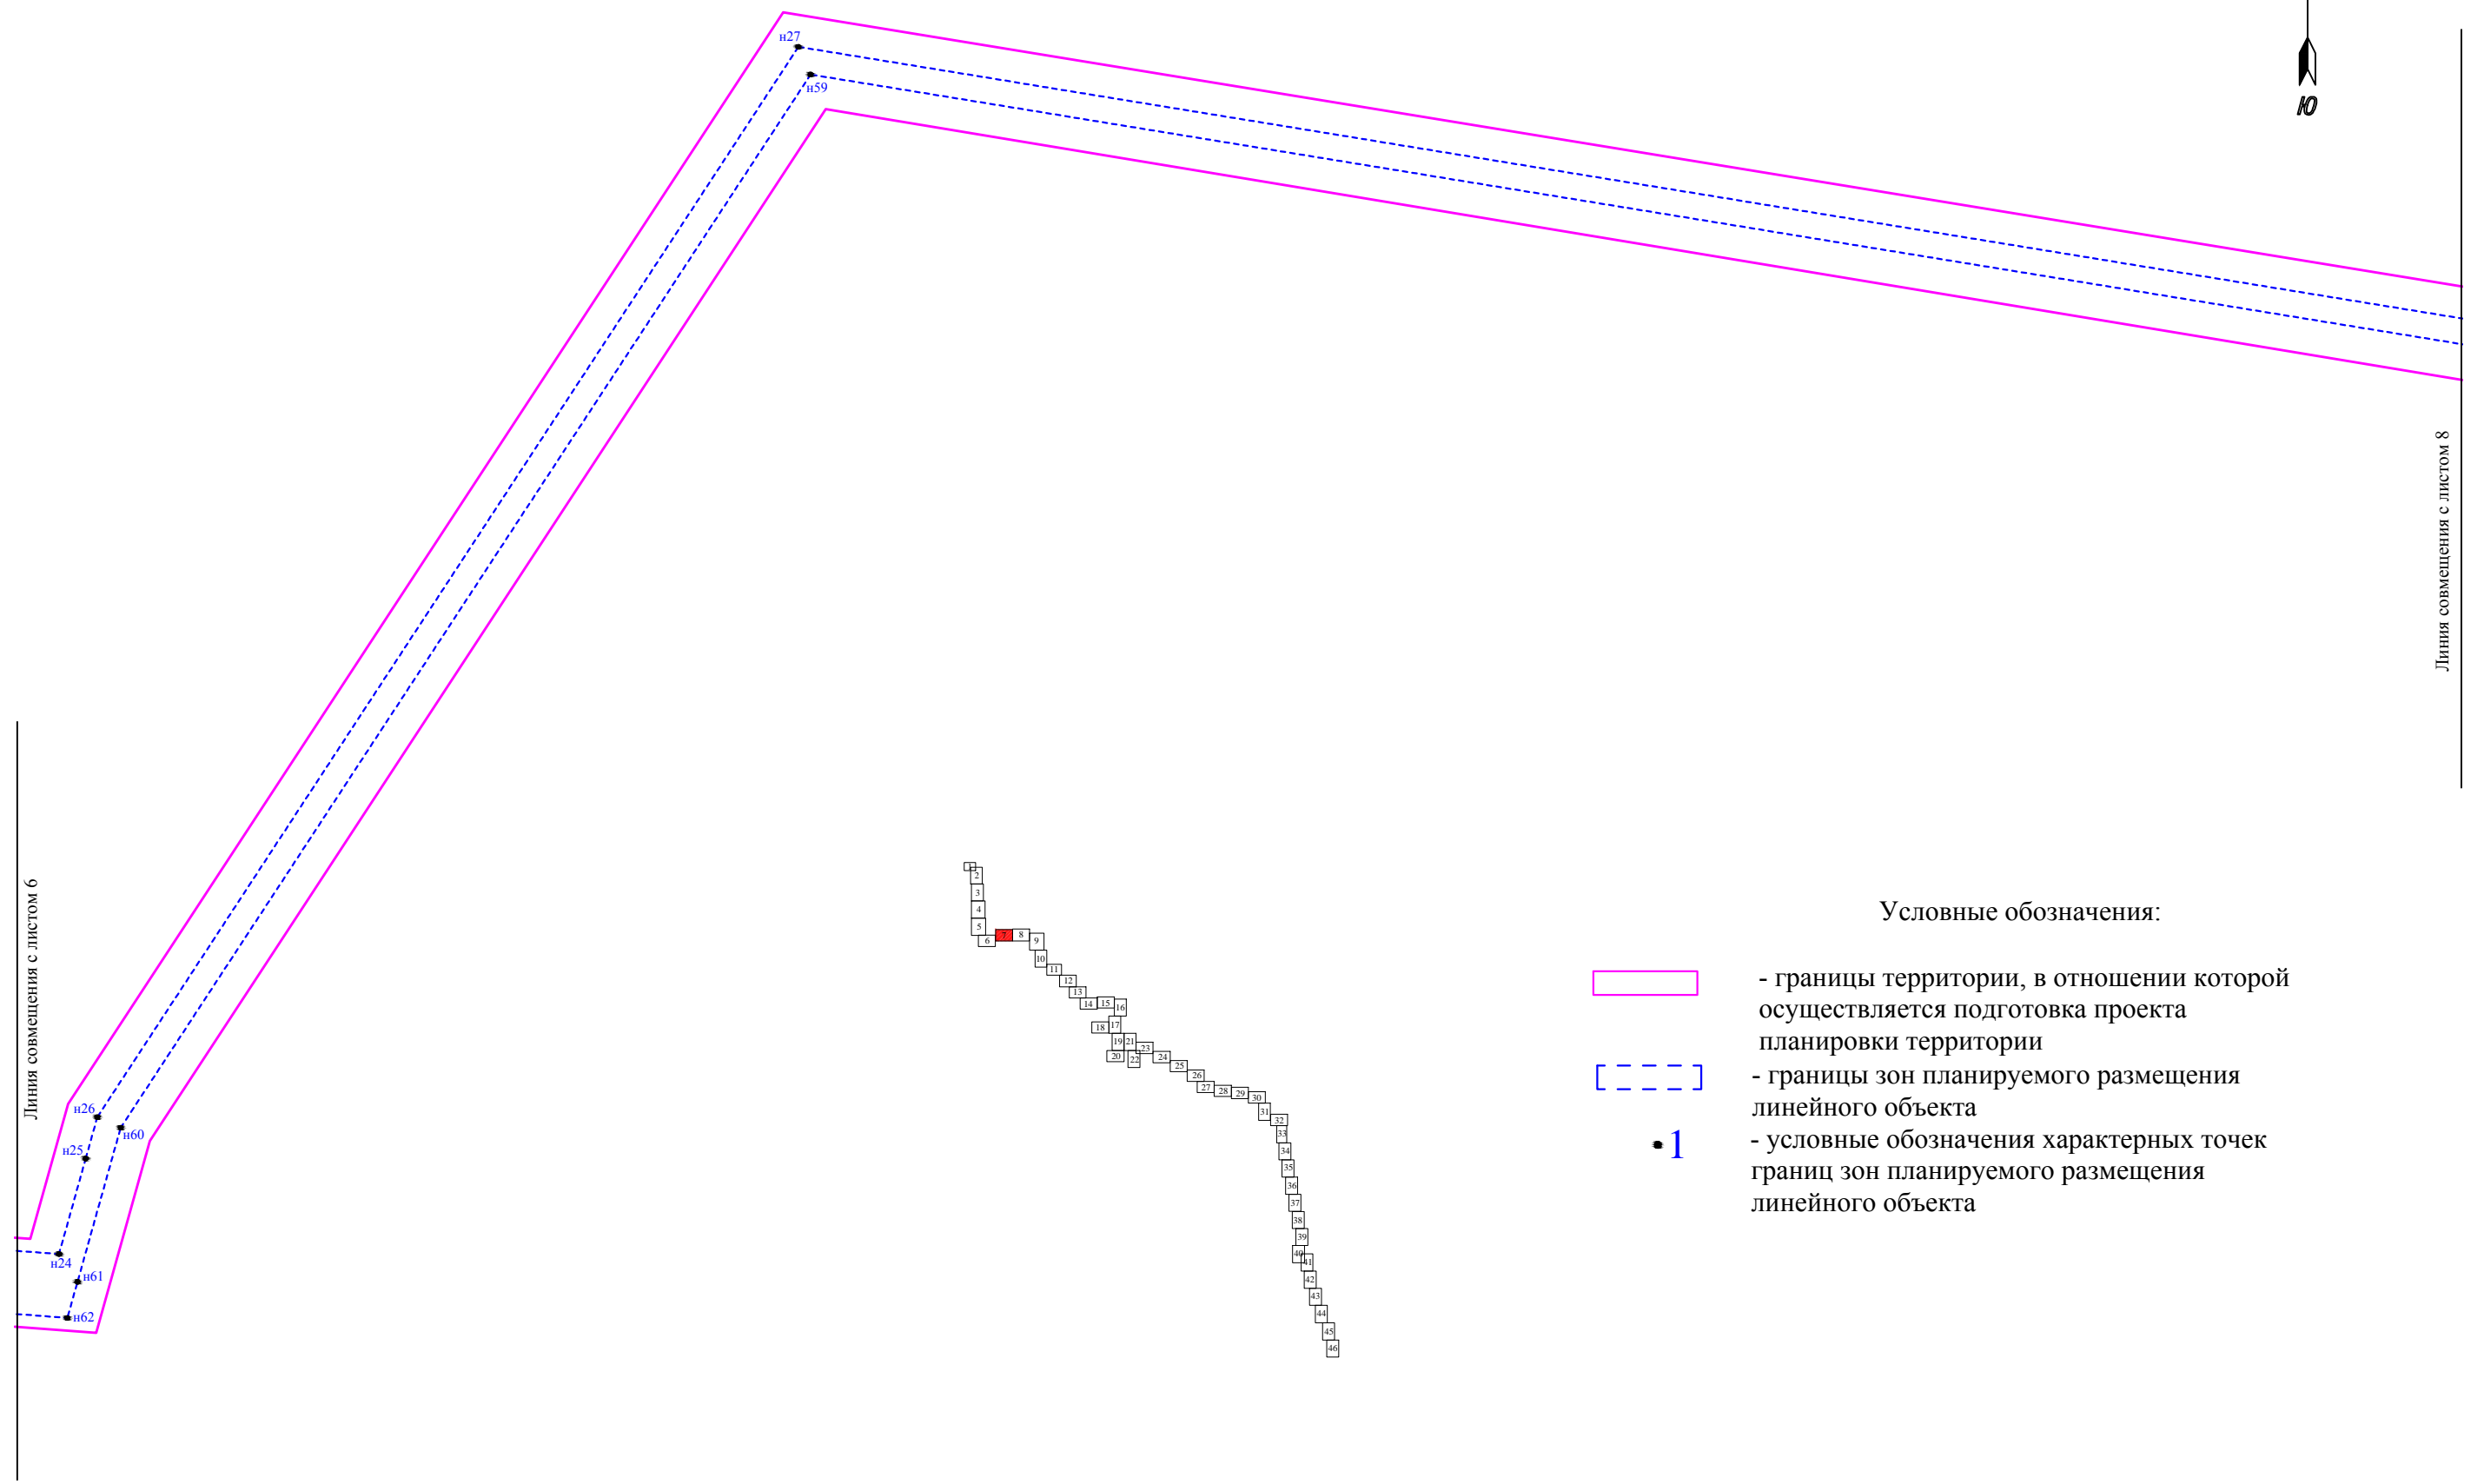 н27
н59
Ю
Линия совмещения с листом 8
Линия совмещения с листом 6
н26
н60
н25
н24
н61
н62
1
2
3
4
5
6
7
8
9
10
11
12
13
14
15
16
17
18
19
20
21
22
23
24
25
26
27
28
29
30
31
32
33
34
35
36
37
38
39
40
41
42
43
44
45
46
Условные обозначения:
- границы территории, в отношении которой
осуществляется подготовка проекта
планировки территории
- границы зон планируемого размещения
линейного объекта
1
- условные обозначения характерных точек
границ зон планируемого размещения
линейного объекта